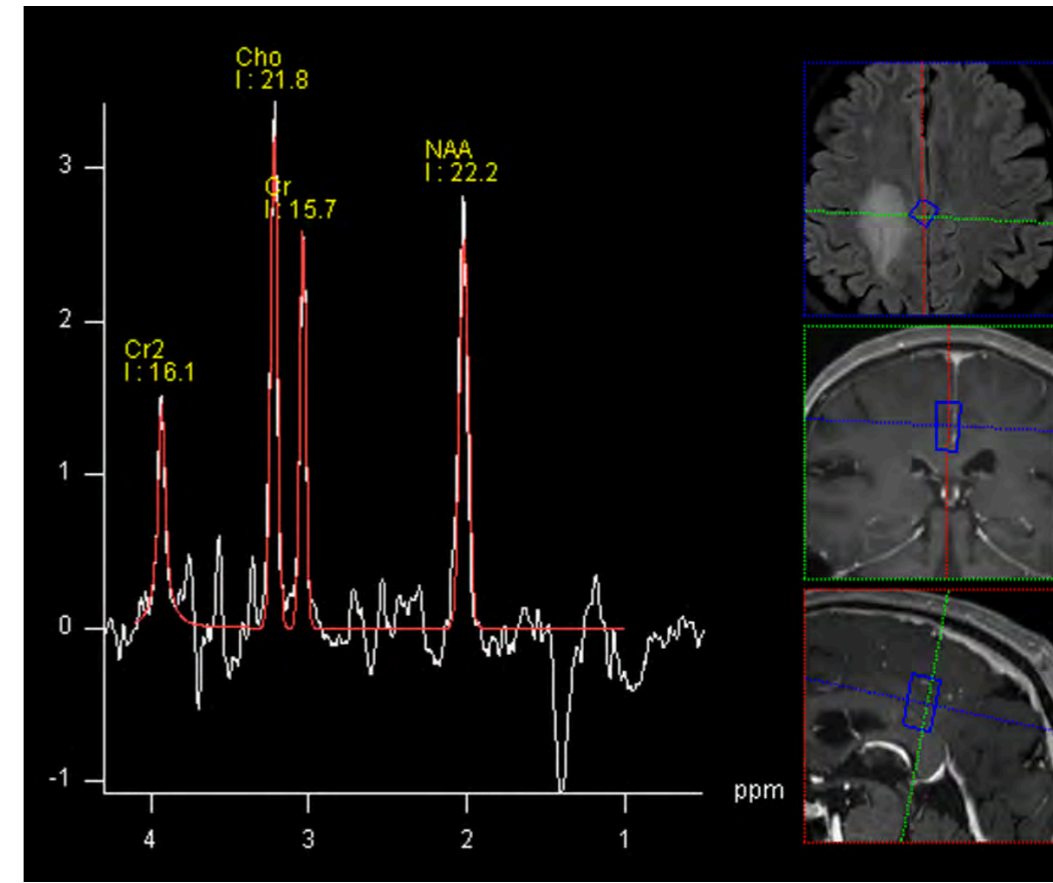 Cho
I : 21.8
NAA
I : 22.2
Cr
I : 15.7
Cr2
I : 16.1
3
2
1
0
-1
4
3
2
1
ppm